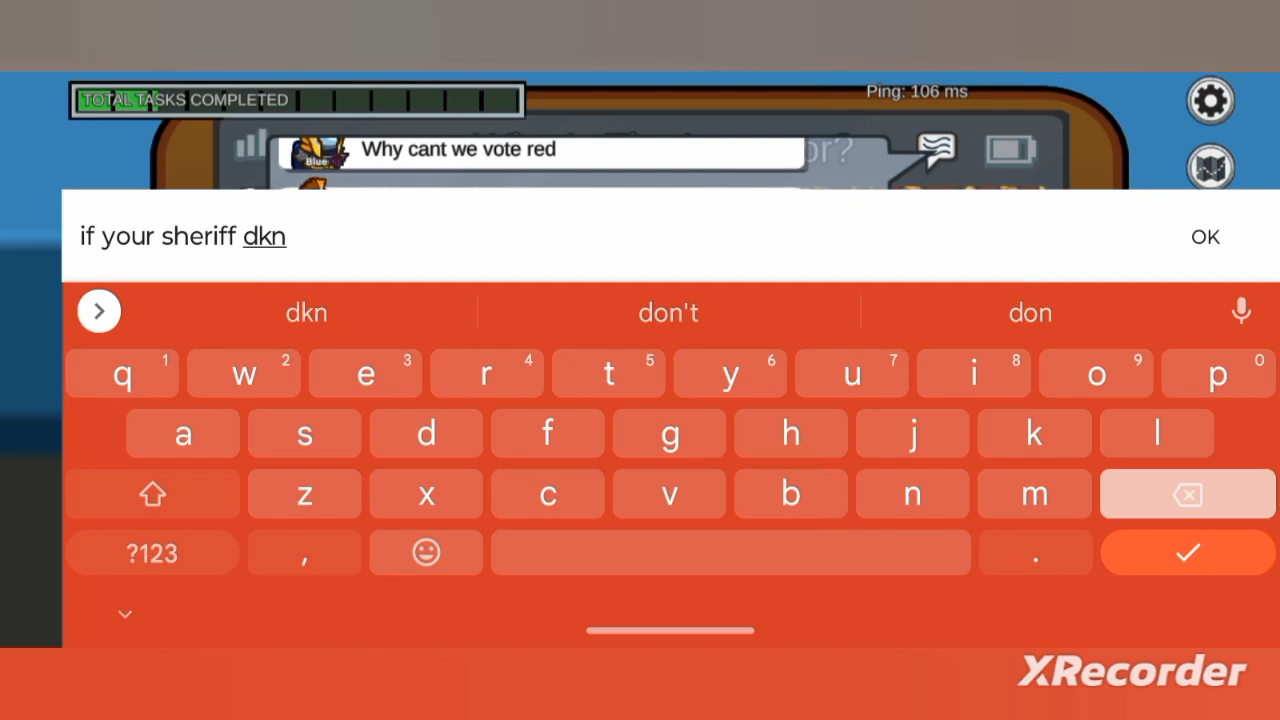 TOTAL TASKS COMPLETED
Ping: 106 ms
or?
Blue
Why cant we vote red
if your sheriff dkn
OK
dkn don't don
q 1 w 2 e 3 r 4 t 5 y 6 u 7 i 8 o 9 p 0
a s d f g h j k l
z x c v b n m
?123 , .
XRecorder